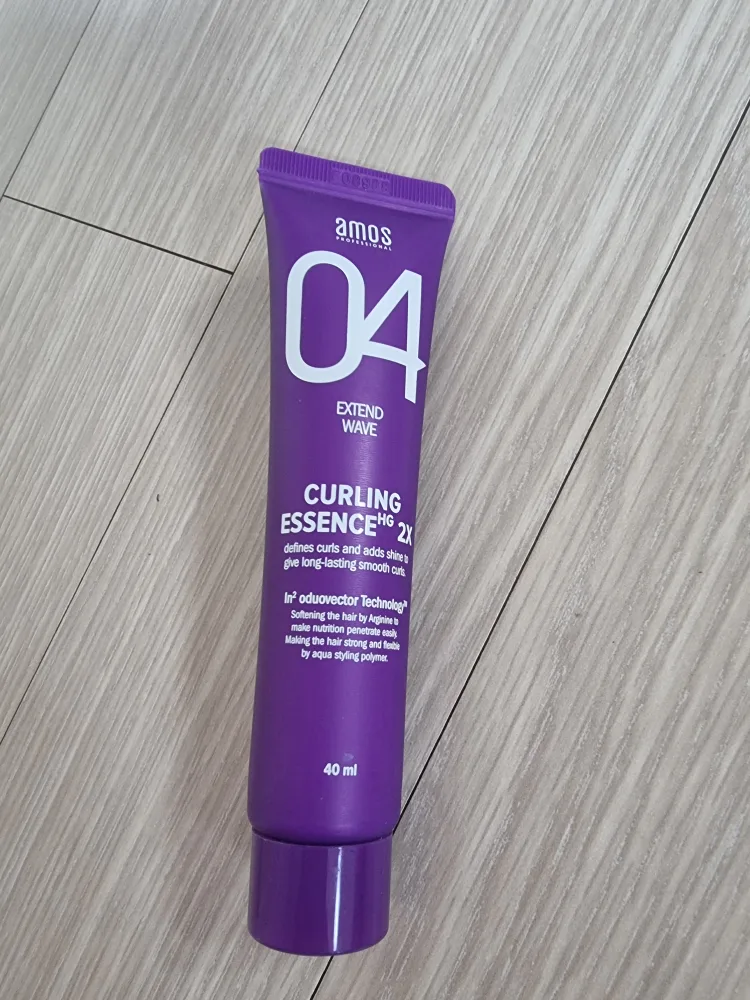 amos
PROFESSIONAL
04
EXTEND
WAVE
CURLING
ESSENCEᴴᴳ 2X
defines curls and adds shine to
give long-lasting smooth curls.
In² oduovector Technology™
Softening the hair by Arginine to
make nutrition penetrate easily.
Making the hair strong and flexible
by aqua styling polymer.
40 ml